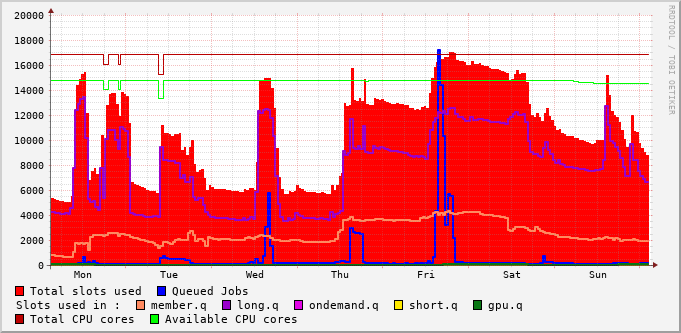 20000
18000
16000
14000
12000
10000
8000
6000
4000
2000
0
Mon Tue Wed Thu Fri Sat Sun
RRDTOOL / TOBI OETIKER
Total slots used Queued Jobs
Slots used in : member.q long.q ondemand.q short.q gpu.q
Total CPU cores Available CPU cores